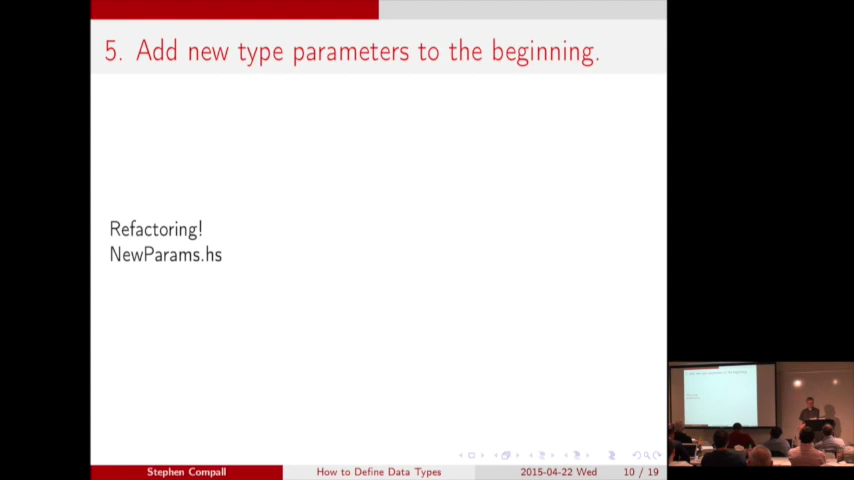 5. Add new type parameters to the beginning.
Refactoring!
NewParams.hs
Stephen Compall
How to Define Data Types
2015-04-22 Wed
10 / 19